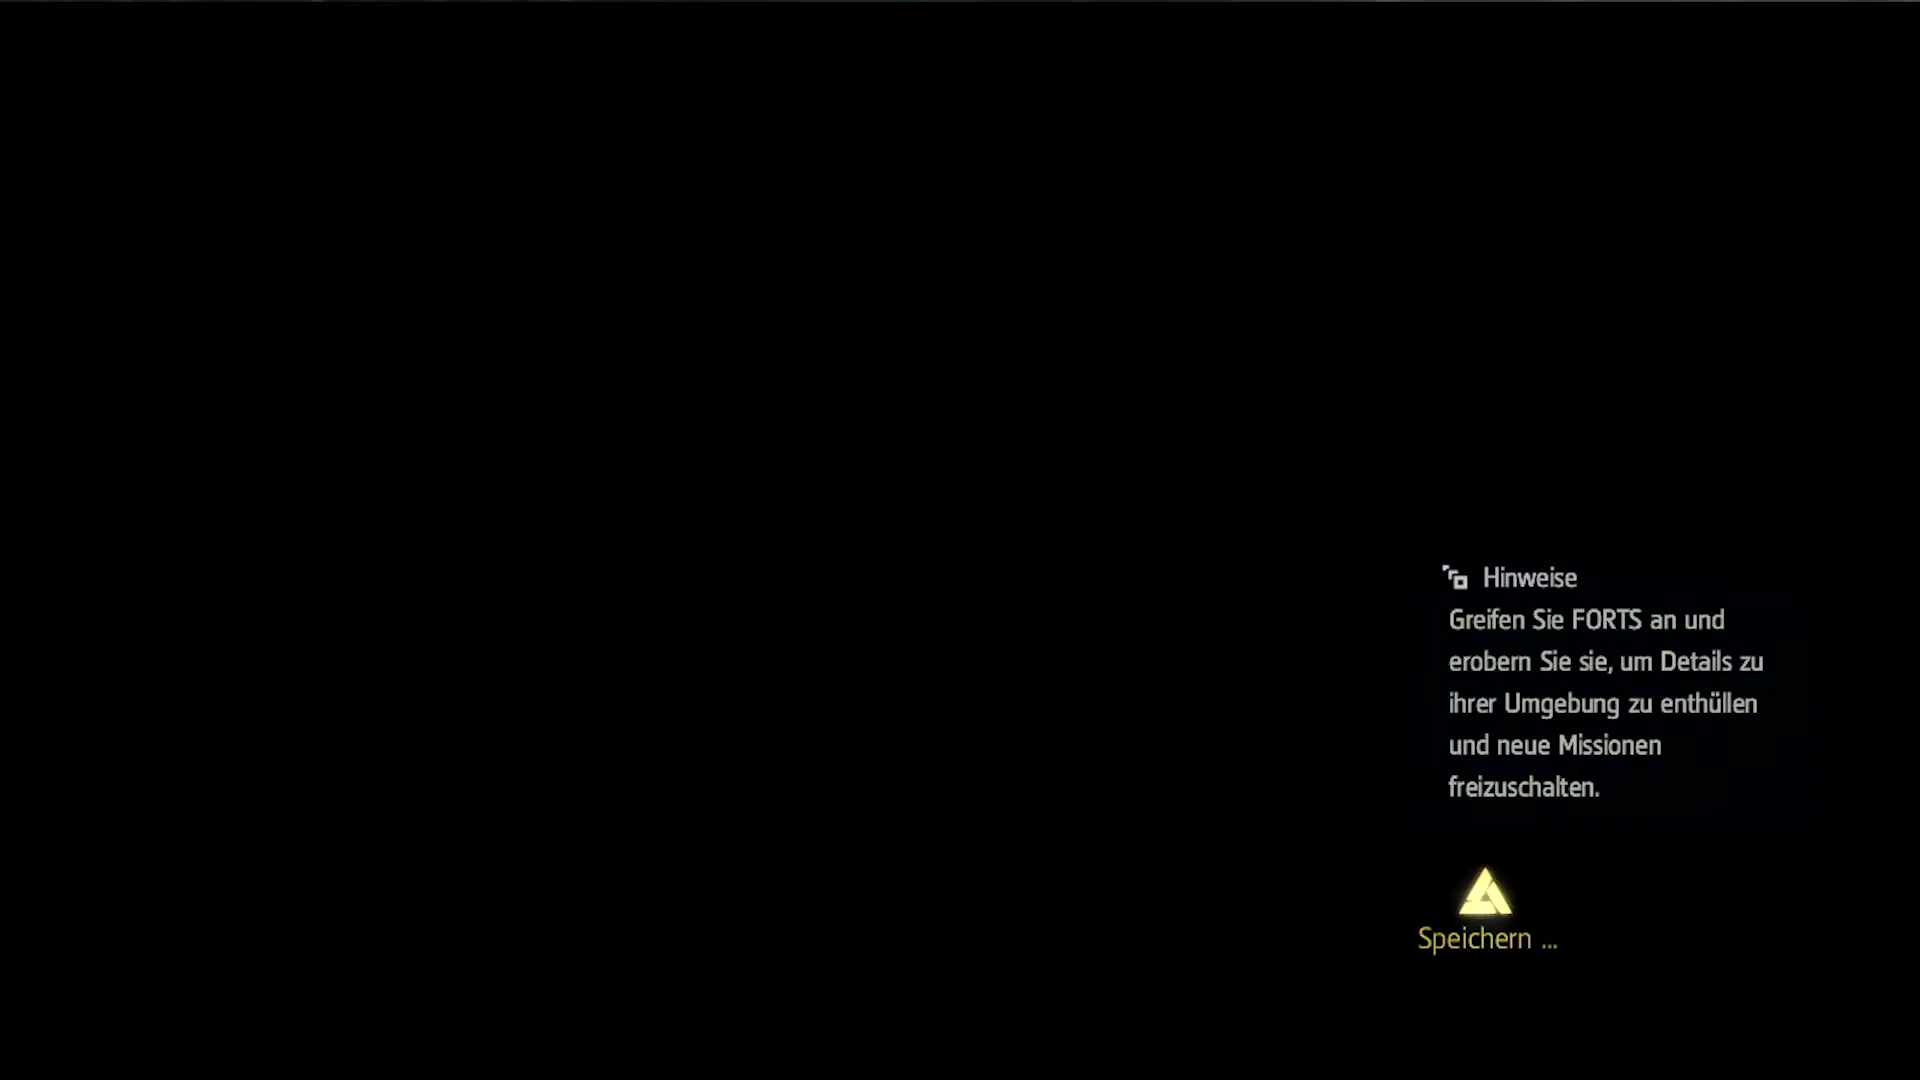 Hinweise
Greifen Sie FORTS an und
erobern Sie sie, um Details zu
ihrer Umgebung zu enthüllen
und neue Missionen
freizuschalten.
Speichern ...